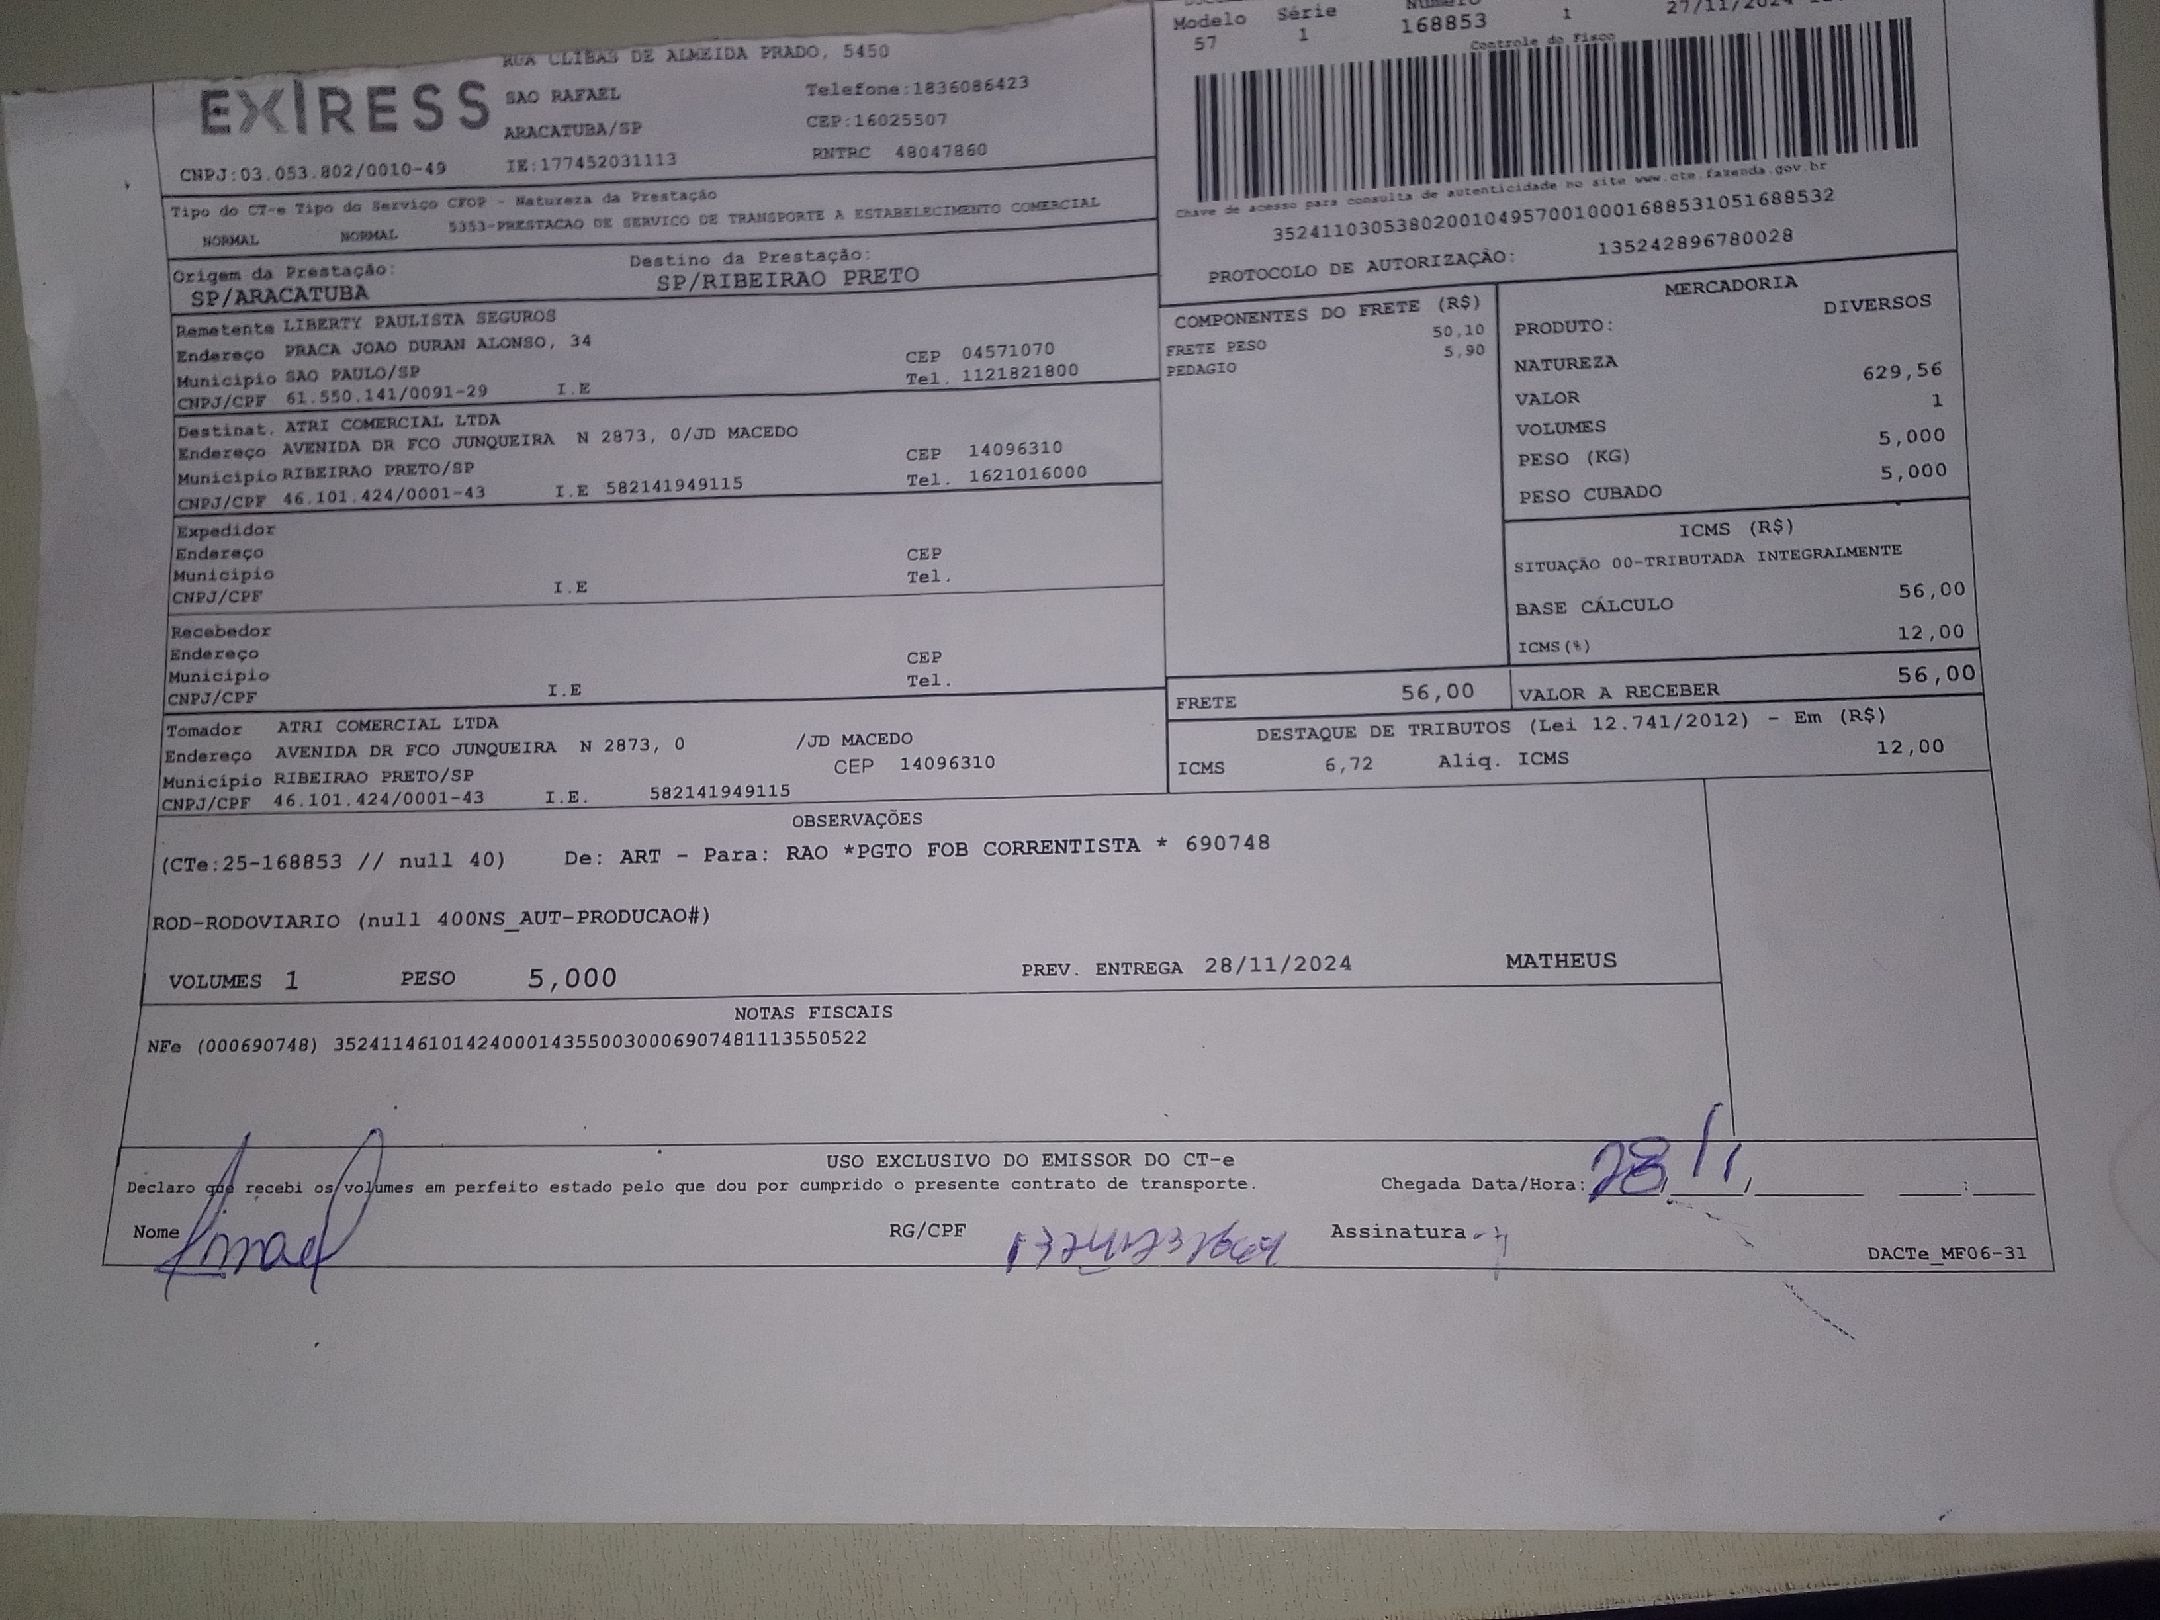 Modelo Série Número
57 1 168853 1 27/11/2024
Controle do Fisco
EXPRESS
RUA CLIBAS DE ALMEIDA PRADO, 5450
SAO RAFAEL Telefone:1836086423
ARACATUBA/SP CEP:16025507
CNPJ:03.053.802/0010-49 IE:177452031113 RNTRC 48047860
Chave de acesso para consulta de autenticidade no site www.cte.fazenda.gov.br
35241103053802001049570010001688531051688532
PROTOCOLO DE AUTORIZAÇÃO: 135242896780028
Tipo do CT-e Tipo do Serviço CFOP - Natureza da Prestação
NORMAL NORMAL 5353-PRESTACAO DE SERVICO DE TRANSPORTE A ESTABELECIMENTO COMERCIAL
Origem da Prestação: Destino da Prestação:
SP/ARACATUBA SP/RIBEIRAO PRETO
Remetente LIBERTY PAULISTA SEGUROS
Endereço PRACA JOAO DURAN ALONSO, 34 CEP 04571070
Município SAO PAULO/SP Tel. 1121821800
CNPJ/CPF 61.550.141/0091-29 I.E
Destinat. ATRI COMERCIAL LTDA
Endereço AVENIDA DR FCO JUNQUEIRA N 2873, 0/JD MACEDO CEP 14096310
Município RIBEIRAO PRETO/SP Tel. 1621016000
CNPJ/CPF 46.101.424/0001-43 I.E 582141949115
Expedidor
Endereço CEP
Município Tel.
CNPJ/CPF I.E
Recebedor
Endereço CEP
Município Tel.
CNPJ/CPF I.E
Tomador ATRI COMERCIAL LTDA
Endereço AVENIDA DR FCO JUNQUEIRA N 2873, 0 /JD MACEDO
Município RIBEIRAO PRETO/SP CEP 14096310
CNPJ/CPF 46.101.424/0001-43 I.E. 582141949115
COMPONENTES DO FRETE (R$)
FRETE PESO 50,10
PEDAGIO 5,90
MERCADORIA
PRODUTO: DIVERSOS
NATUREZA
VALOR 629,56
VOLUMES 1
PESO (KG) 5,000
PESO CUBADO 5,000
ICMS (R$)
SITUAÇÃO 00-TRIBUTADA INTEGRALMENTE
BASE CÁLCULO 56,00
ICMS(%) 12,00
FRETE 56,00 VALOR A RECEBER 56,00
DESTAQUE DE TRIBUTOS (Lei 12.741/2012) - Em (R$)
ICMS 6,72 Aliq. ICMS 12,00
OBSERVAÇÕES
(CTe:25-168853 // null 40) De: ART - Para: RAO *PGTO FOB CORRENTISTA * 690748
ROD-RODOVIARIO (null 400NS_AUT-PRODUCAO#)
VOLUMES 1 PESO 5,000 PREV. ENTREGA 28/11/2024 MATHEUS
NOTAS FISCAIS
NFe (000690748) 35241146101424000143550030006907481113550522
USO EXCLUSIVO DO EMISSOR DO CT-e
Declaro que recebi os volumes em perfeito estado pelo que dou por cumprido o presente contrato de transporte. Chegada Data/Hora: 28/11
Nome RG/CPF Assinatura
DACTe_MF06-31